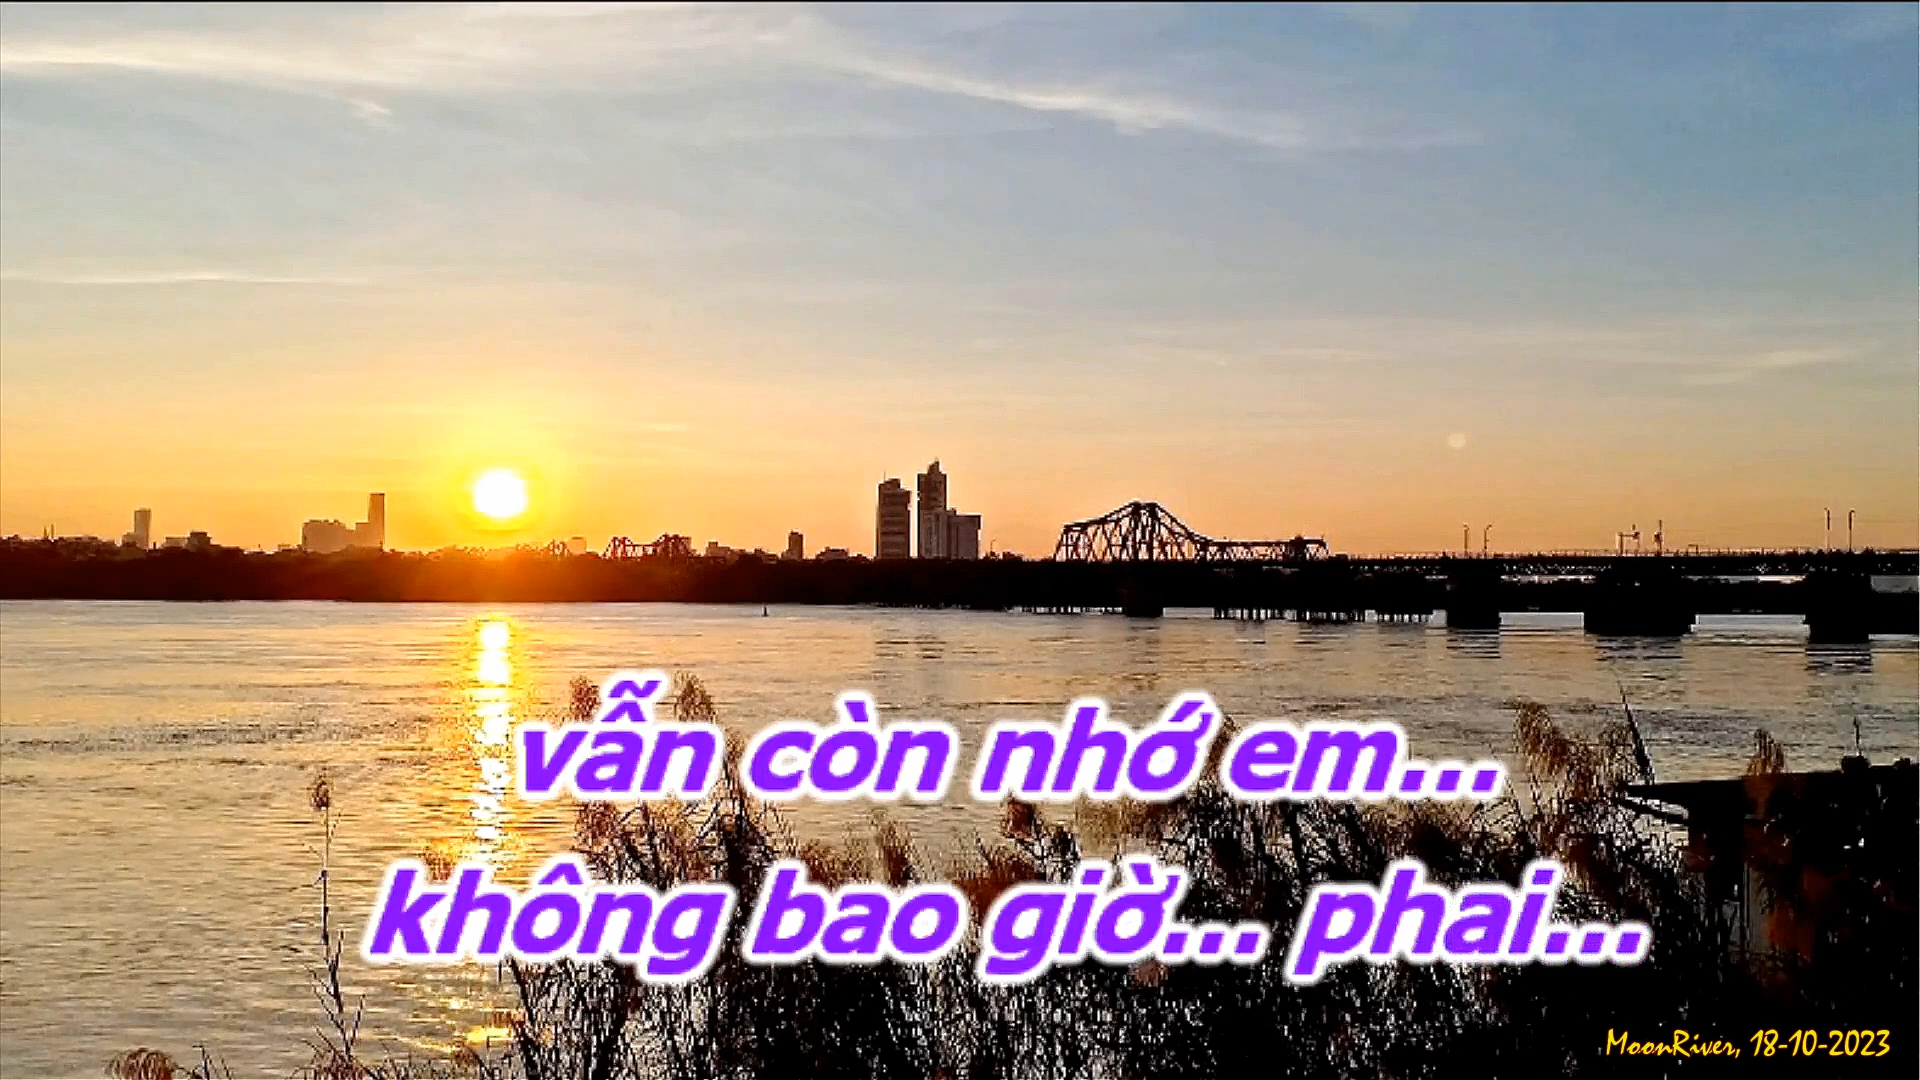 vẫn còn nhớ em...
không bao giờ... phai...
MoonRiver, 18-10-2023